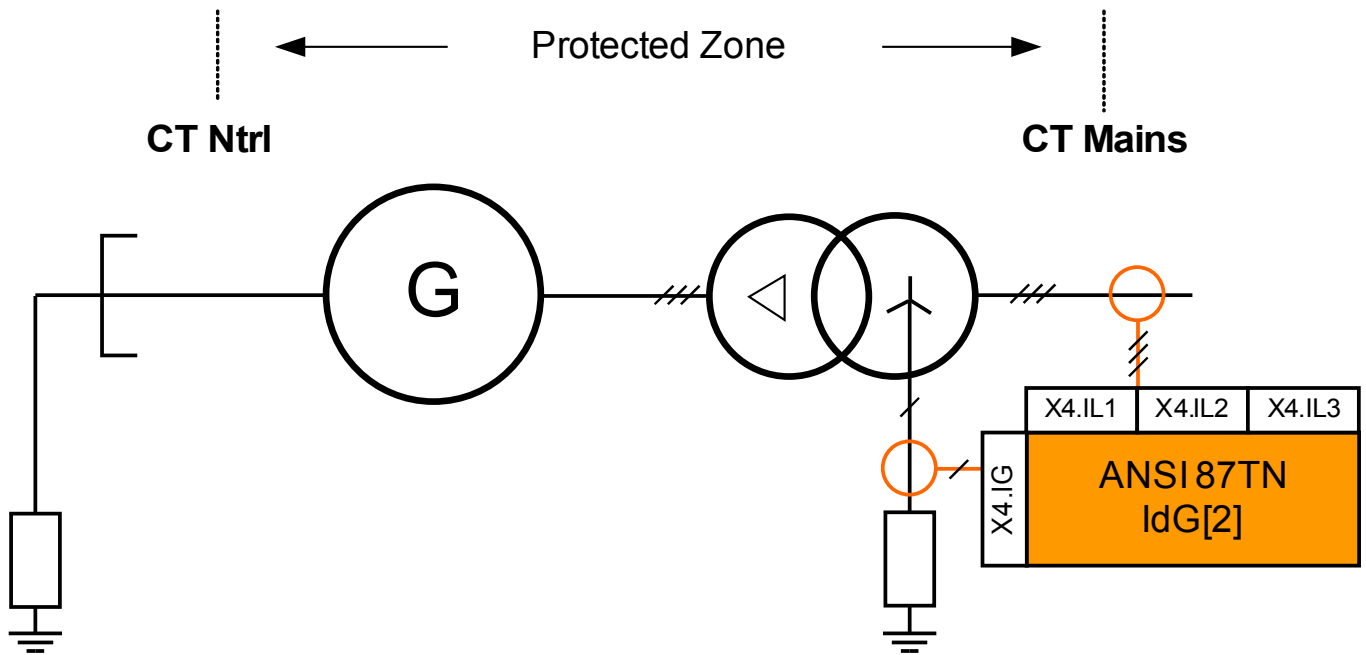 Protected Zone
CT Ntrl
CT Mains
G
X4.IL1
X4.IL2
X4.IL3
X4.IG
ANSI 87TN
IdG[2]